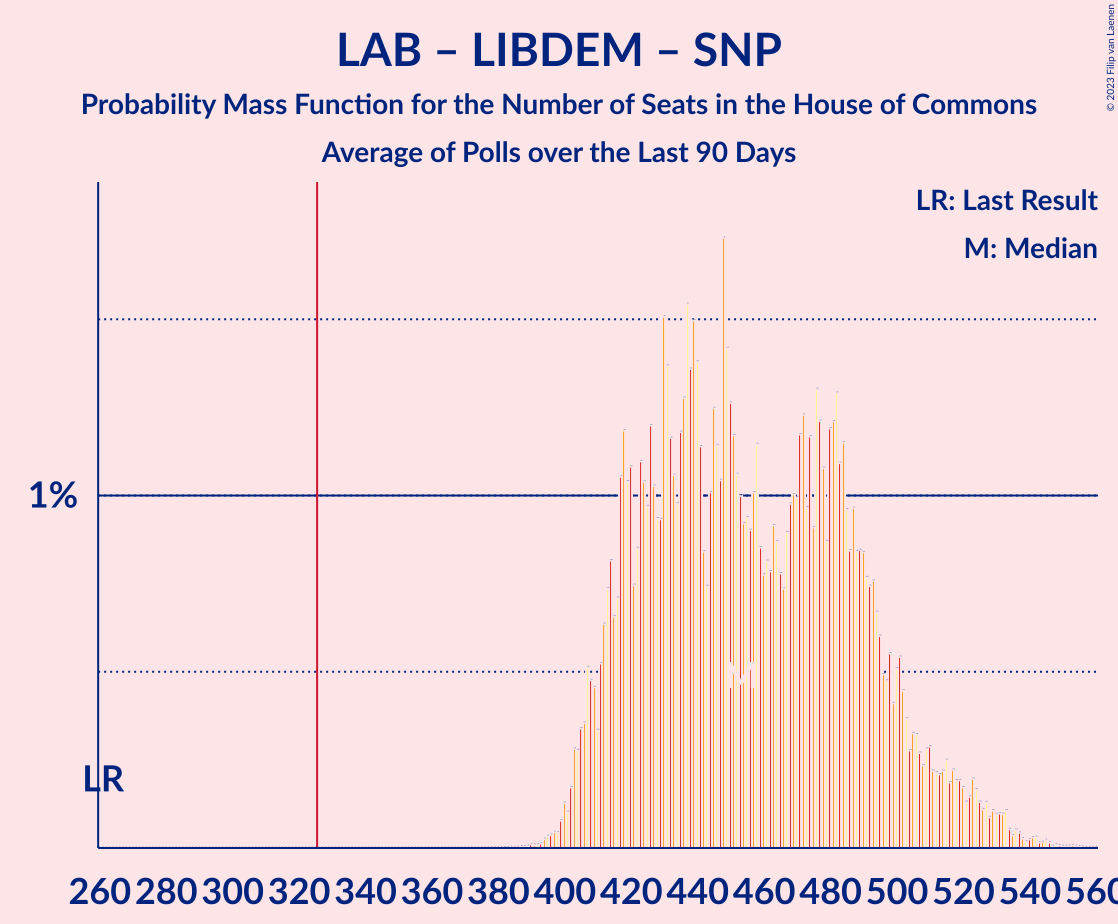 LAB – LIBDEM – SNP
Probability Mass Function for the Number of Seats in the House of Commons
Average of Polls over the Last 90 Days
© 2023 Filip van Laenen
LR: Last Result
M: Median
1%
M
LR
260 280 300 320 340 360 380 400 420 440 460 480 500 520 540 560